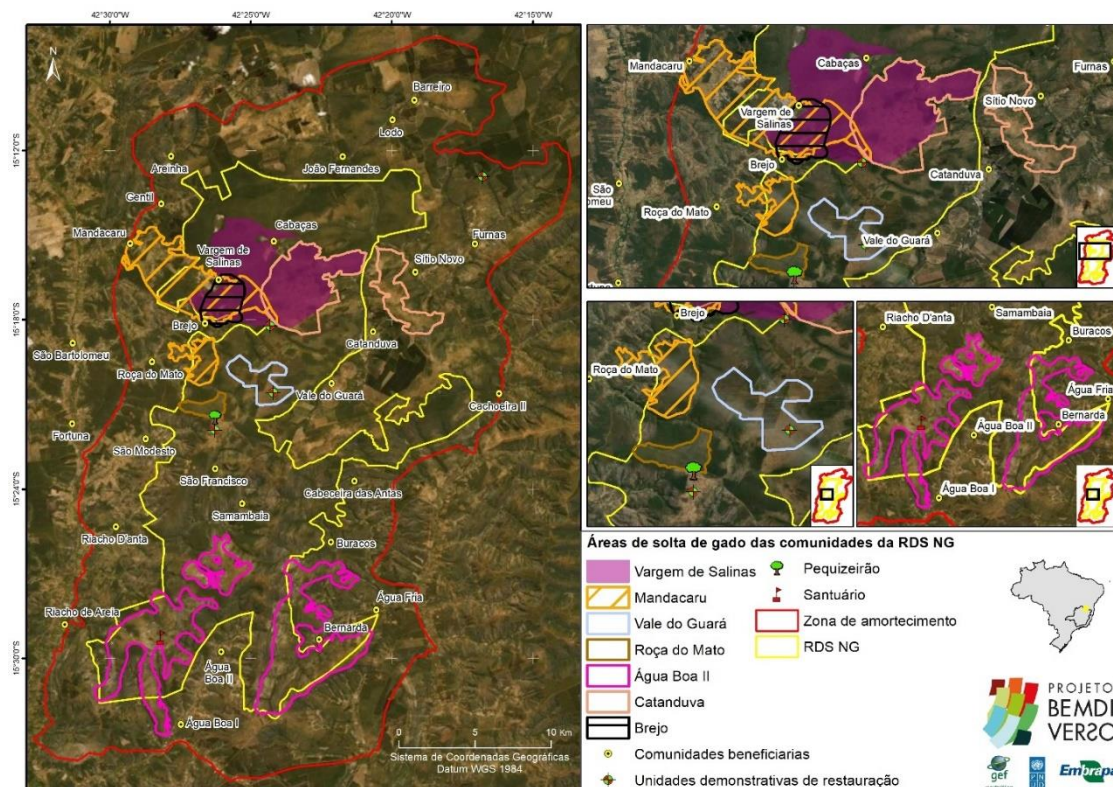 42°30'0"W
42°25'0"W
42°20'0"W
42°15'0"W
N
15°12'0"S
15°18'0"S
15°24'0"S
15°30'0"S
Barreiro
Lodo
Areinha
João Fernandes
Gentil
Mandacaru
Cabaças
Furnas
Vargem de
Salinas
Sítio Novo
Brejo
Catanduva
São Bartolomeu
Roça do Mato
Vale do Guará
Cachoeira II
Fortuna
São Modesto
São Francisco
Cabeceira das Antas
Samambaia
Riacho D'anta
Buracos
Riacho de Areia
Água Fria
Bernarda
Água
Boa II
Água Boa I
0 5 10 Km
Sistema de Coordenadas Geográficas
Datum WGS 1984
Mandacaru
Cabaças
Furnas
Vargem de
Salinas
Sítio Novo
Brejo
Catanduva
São
olomeu
Roça do Mato
Vale do Guará
Brejo
Roça do Mato
Vale do Guará
Samambaia
Riacho D'anta
Buracos
Água Fria
Bernarda
Água Boa II
Água Boa I
Áreas de solta de gado das comunidades da RDS NG
Vargem de Salinas
Pequizeirão
Mandacaru
Santuário
Vale do Guará
Zona de amortecimento
Roça do Mato
RDS NG
Água Boa II
Catanduva
Brejo
Comunidades beneficiarias
Unidades demonstrativas de restauração
PROJETO
BEMDI
VERSO
gef
P N
U D
Embrapa